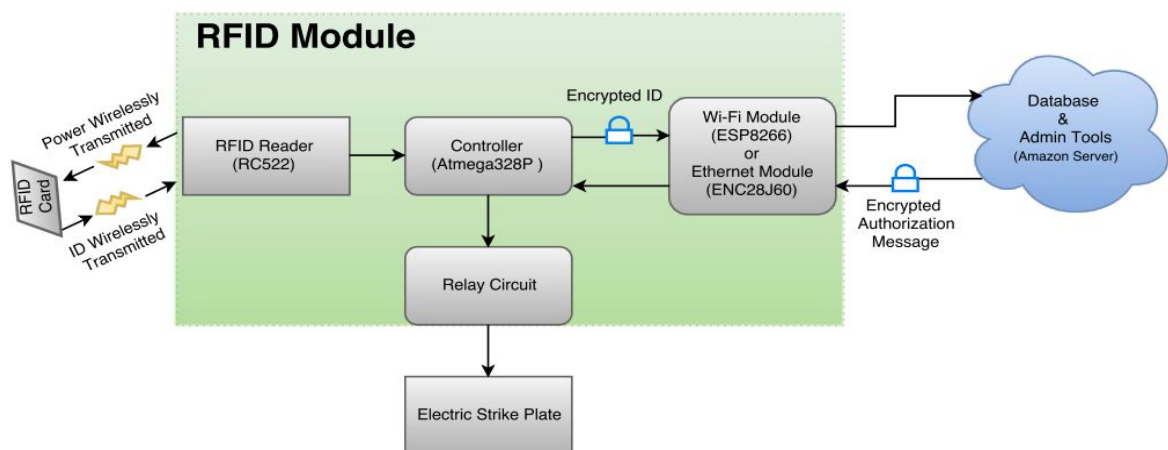 RFID Module
Power Wirelessly
Transmitted
RFID
Card
ID Wirelessly
Transmitted
RFID Reader
(RC522)
Controller
(Atmega328P )
Encrypted ID
Wi-Fi Module
(ESP8266)
or
Ethernet Module
(ENC28J60)
Database
&
Admin Tools
(Amazon Server)
Encrypted
Authorization
Message
Relay Circuit
Electric Strike Plate